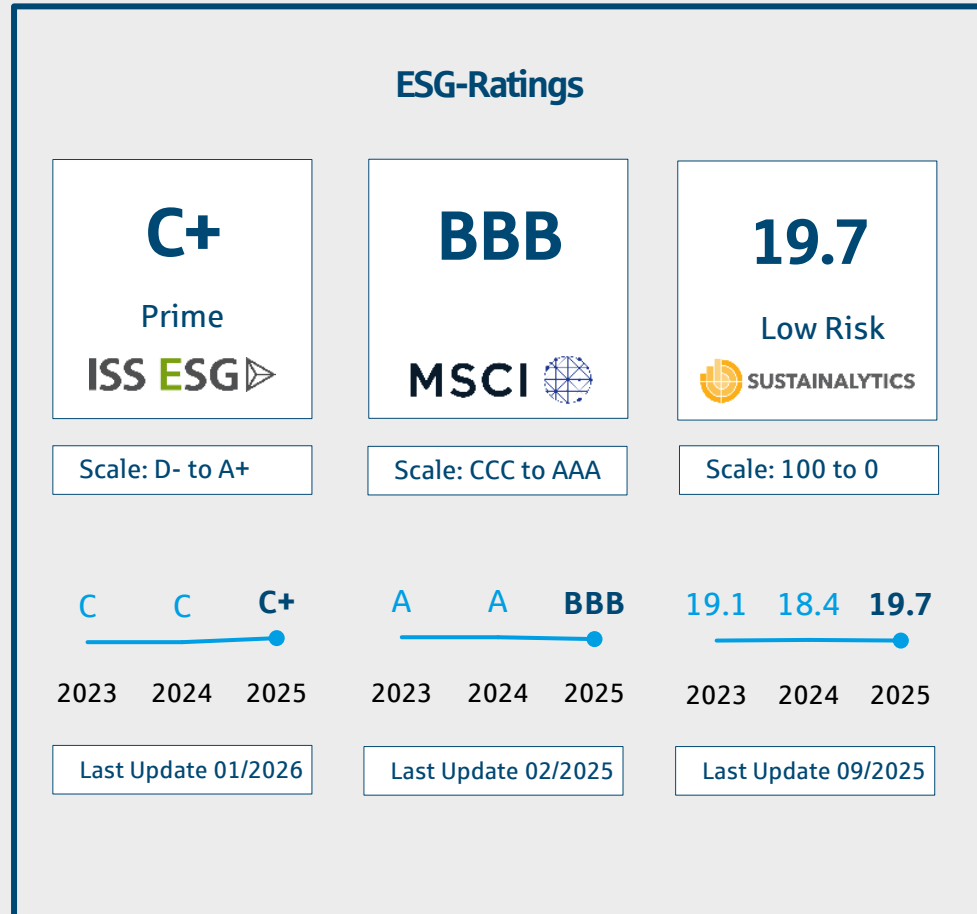 ESG-Ratings
C+
Prime
ISS ESG
Scale: D- to A+
BBB
MSCI
Scale: CCC to AAA
19.7
Low Risk
SUSTAINALYTICS
Scale: 100 to 0
C C C+
2023 2024 2025
Last Update 01/2026
A A BBB
2023 2024 2025
Last Update 02/2025
19.1 18.4 19.7
2023 2024 2025
Last Update 09/2025